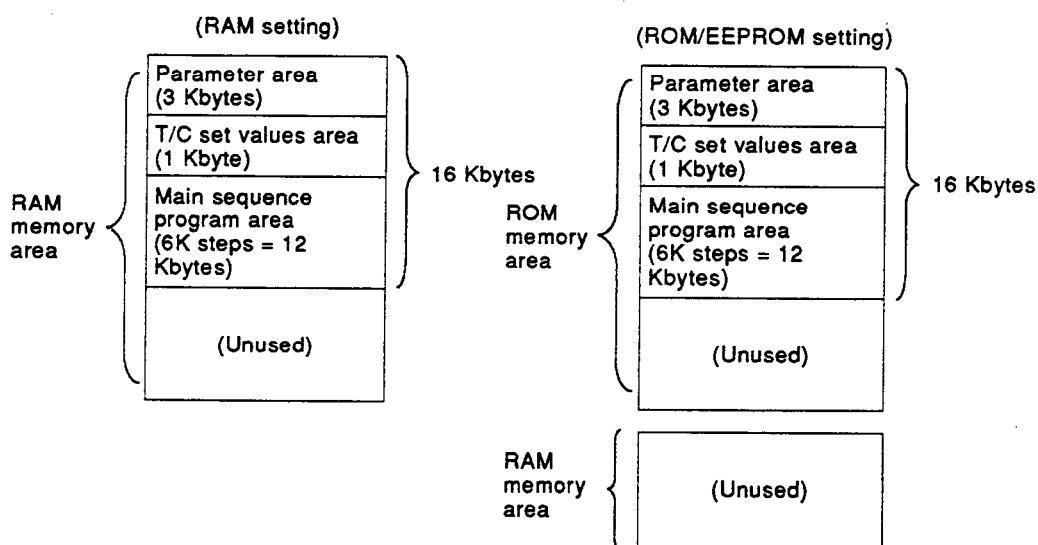 (RAM setting)
Parameter area
(3 Kbytes)
T/C set values area
(1 Kbyte)
Main sequence
program area
(6K steps = 12
Kbytes)
(Unused)
RAM
memory
area
16 Kbytes
(ROM/EEPROM setting)
Parameter area
(3 Kbytes)
T/C set values area
(1 Kbyte)
Main sequence
program area
(6K steps = 12
Kbytes)
(Unused)
ROM
memory
area
16 Kbytes
RAM
memory
area
(Unused)